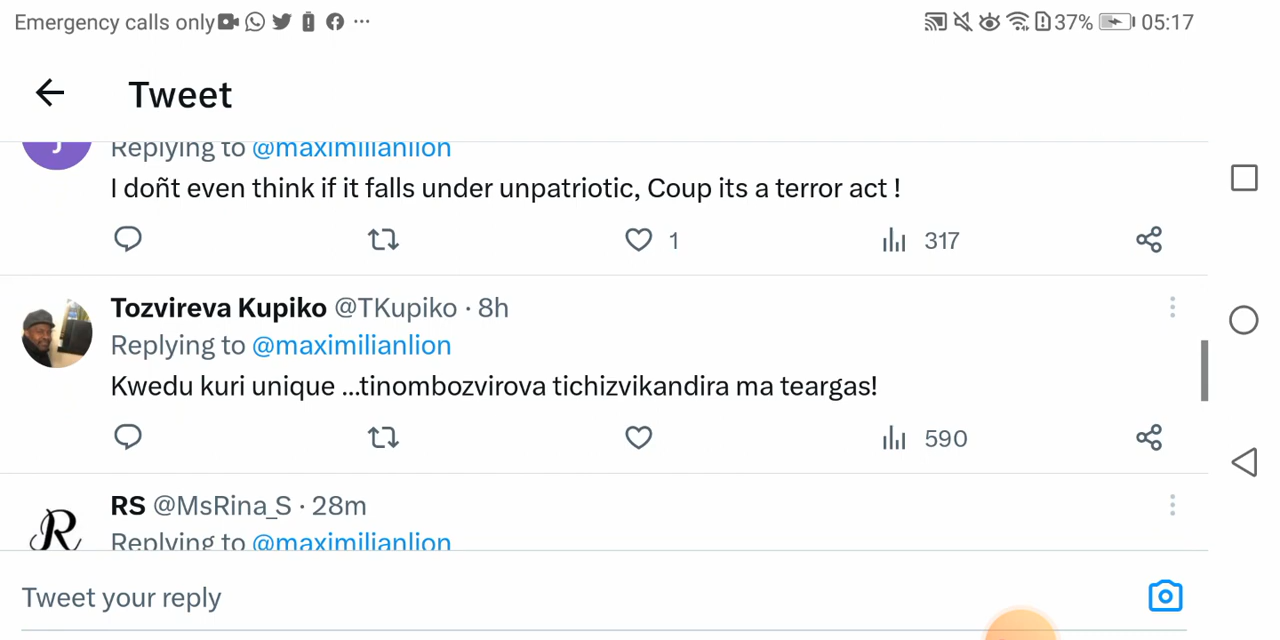 Emergency calls only ... 37% 05:17
Tweet
Replying to @maximilianlion
I doñt even think if it falls under unpatriotic, Coup its a terror act !
1 317
Tozvireva Kupiko @TKupiko · 8h
Replying to @maximilianlion
Kwedu kuri unique ...tinombozvirova tichizvikandira ma teargas!
590
RS @MsRina_S · 28m
Replying to @maximilianlion
Tweet your reply